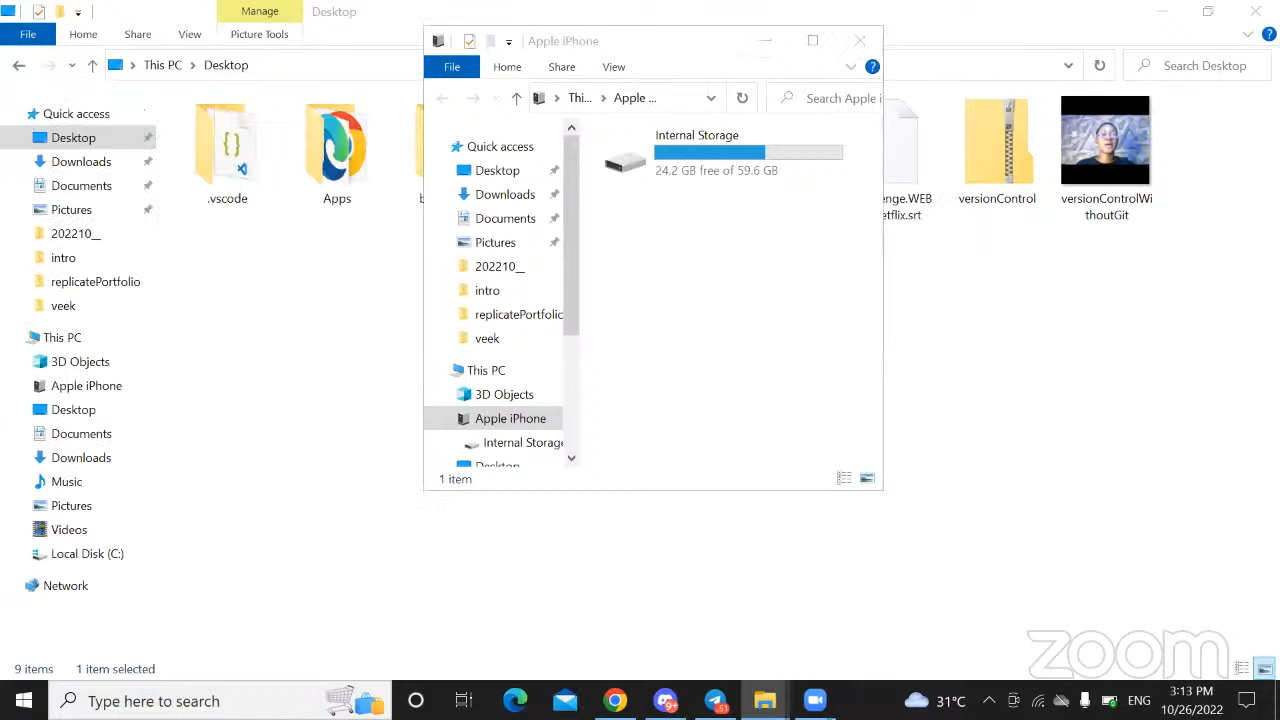 Manage
Desktop
File
Home
Share
View
Picture Tools
This PC
Desktop
Search Desktop
Quick access
Desktop
Downloads
Documents
Pictures
202210__
intro
replicatePortfolio
veek
This PC
3D Objects
Apple iPhone
Desktop
Documents
Downloads
Music
Pictures
Videos
Local Disk (C:)
Network
.vscode
Apps
enge.WEB
etflix.srt
versionControl
versionControlWi
thoutGit
Apple iPhone
File
Home
Share
View
Thi...
Apple ...
Search Apple i
Quick access
Desktop
Downloads
Documents
Pictures
202210__
intro
replicatePortfolio
veek
This PC
3D Objects
Apple iPhone
Internal Storage
Desktop
Internal Storage
24.2 GB free of 59.6 GB
1 item
9 items
1 item selected
zoom
Type here to search
9+
51
31°C
ENG
3:13 PM
10/26/2022